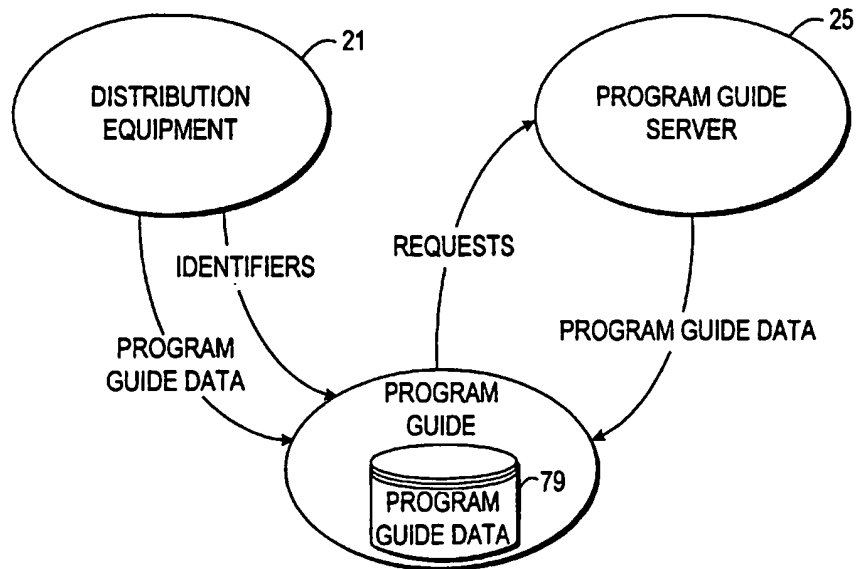 21
25
DISTRIBUTION
EQUIPMENT
PROGRAM GUIDE
SERVER
IDENTIFIERS
REQUESTS
PROGRAM
GUIDE DATA
PROGRAM GUIDE DATA
PROGRAM
GUIDE
79
PROGRAM
GUIDE DATA